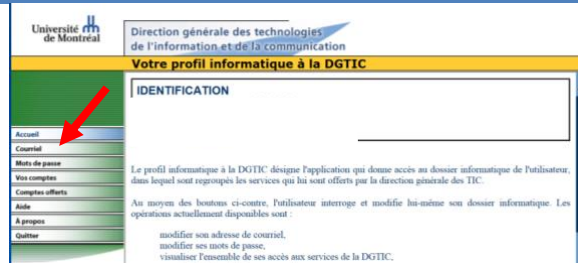 Université
de Montréal
Direction générale des technologies
de l'information et de la communication
Votre profil informatique à la DGTIC
IDENTIFICATION
Accueil
Courriel
Mots de passe
Vos comptes
Comptes offerts
Aide
À propos
Quitter
Le profil informatique à la DGTIC désigne l'application qui donne accès au dossier informatique de l'utilisateur,
dans lequel sont regroupés les services qui lui sont offerts par la direction générale des TIC.
Au moyen des boutons ci-contre, l'utilisateur interroge et modifie lui-même son dossier informatique. Les
opérations actuellement disponibles sont :
modifier son adresse de courriel,
modifier ses mots de passe,
visualiser l'ensemble de ses accès aux services de la DGTIC,